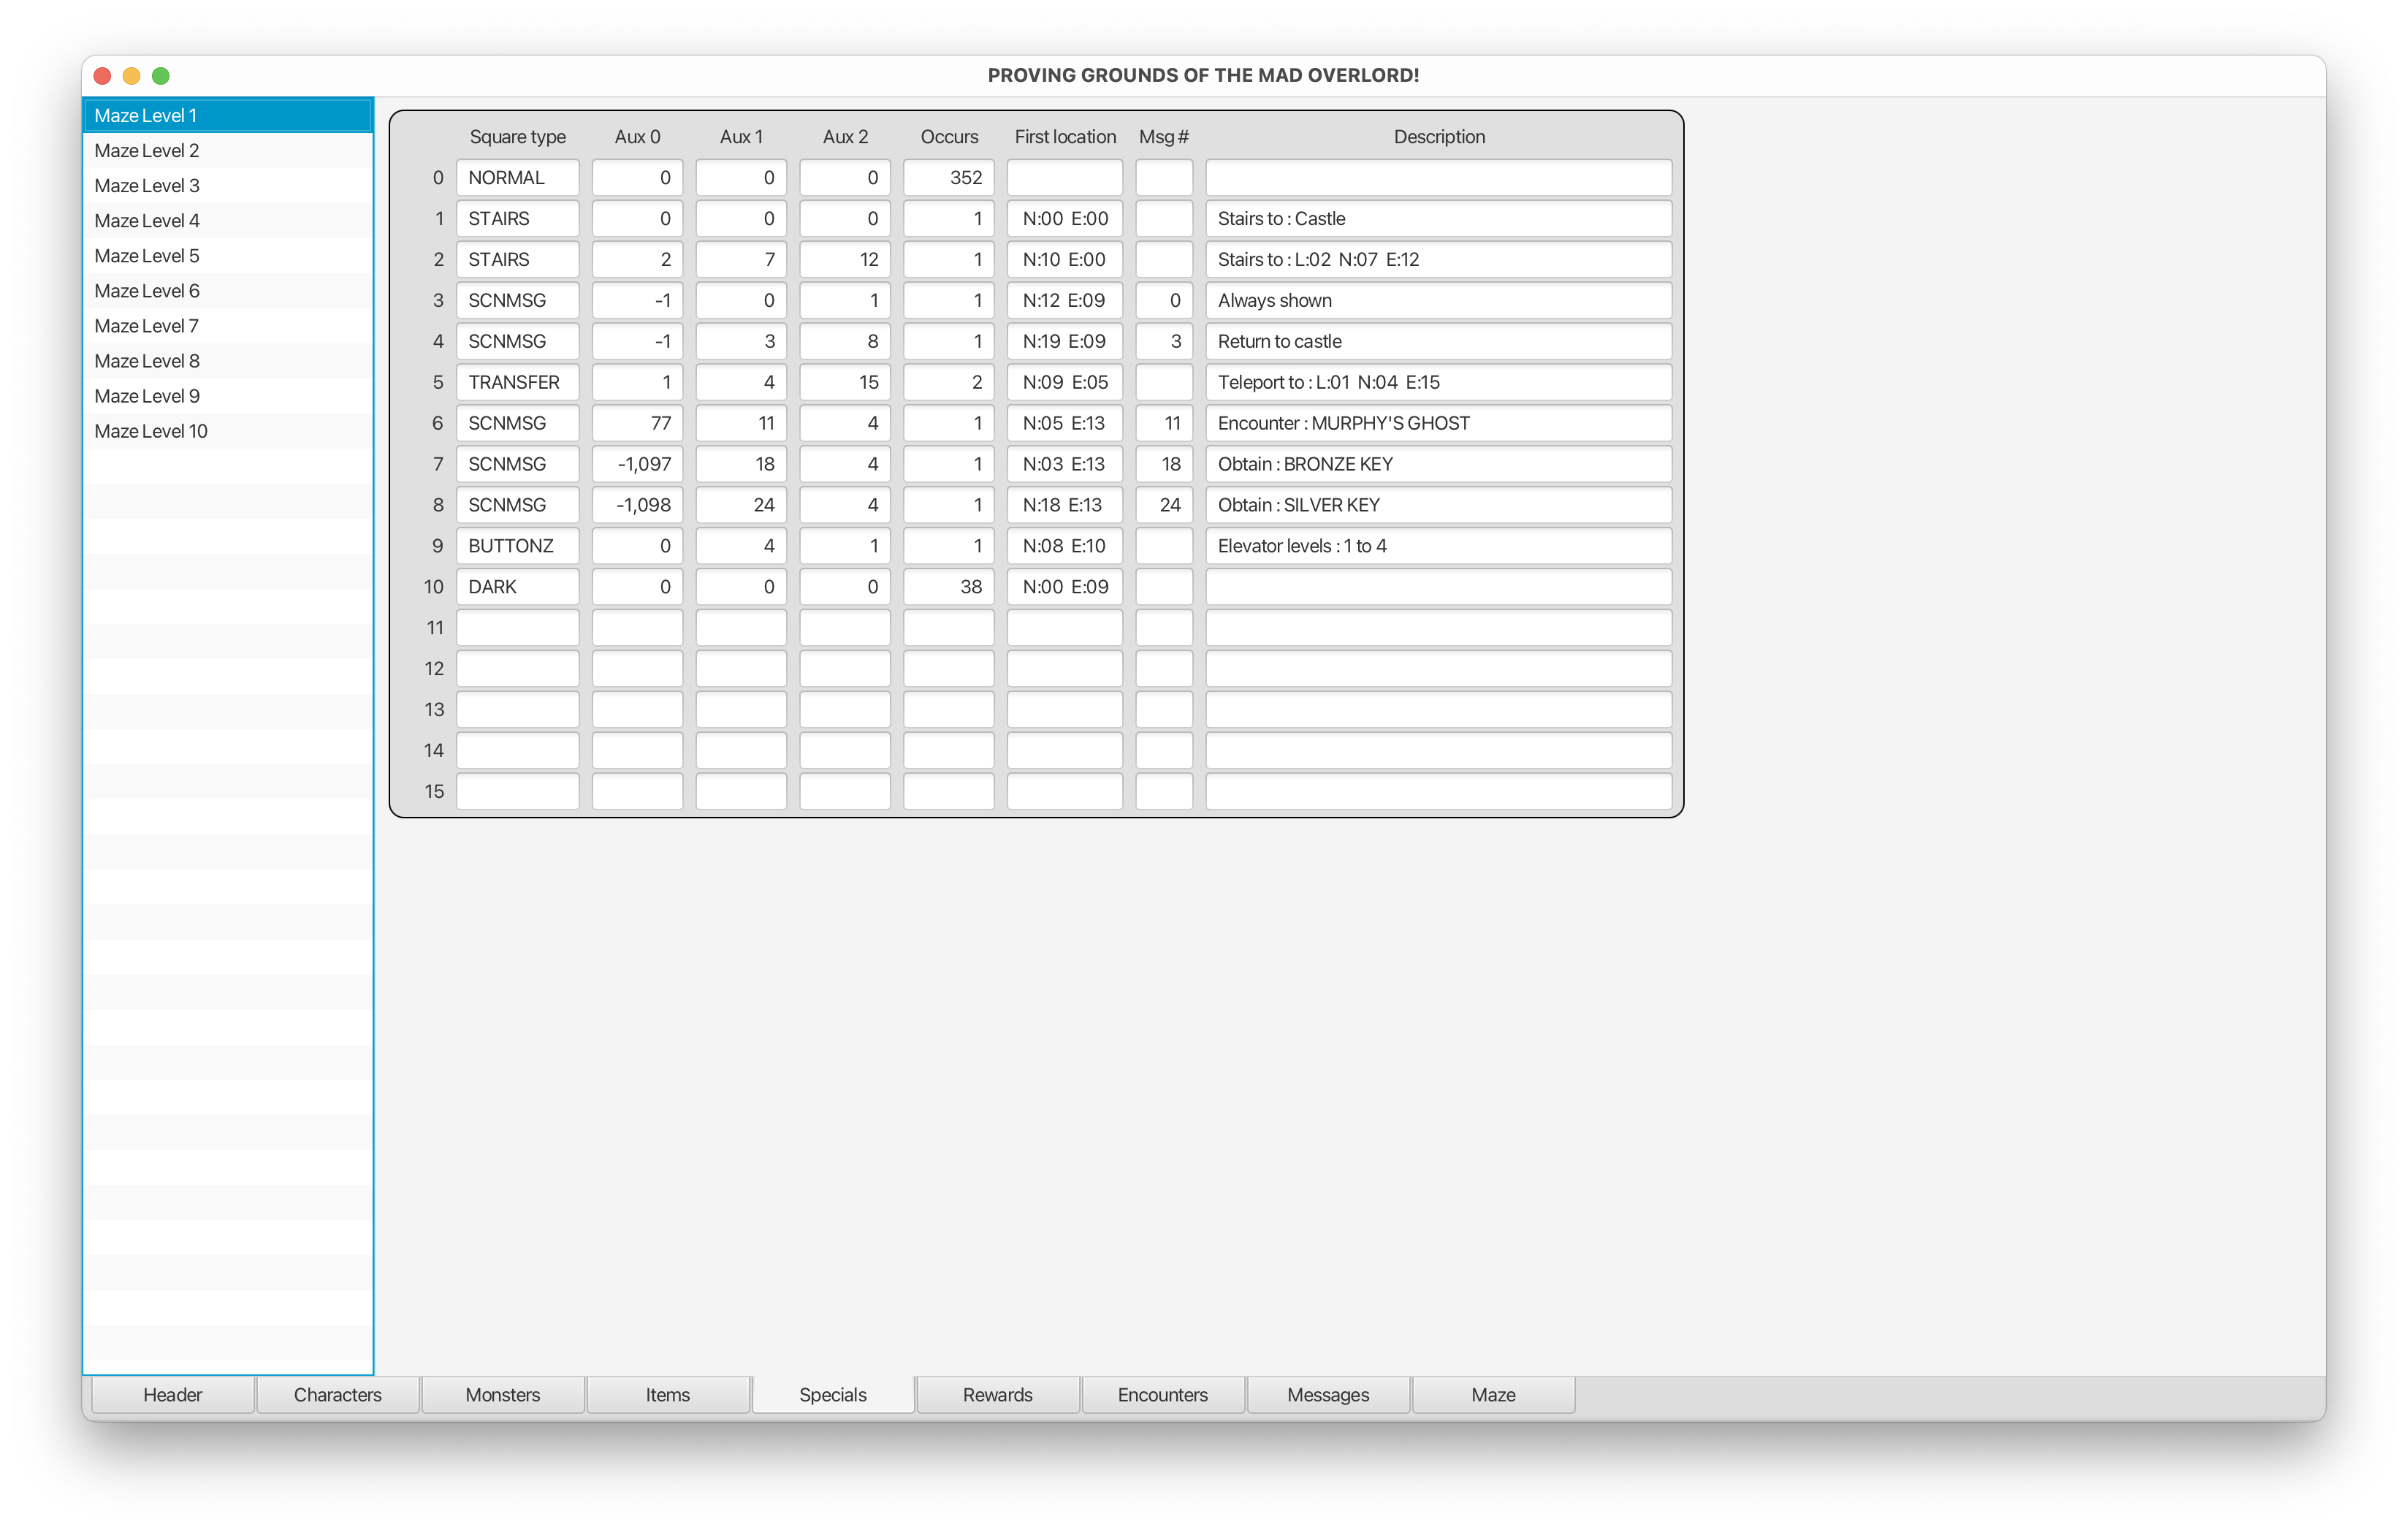 PROVING GROUNDS OF THE MAD OVERLORD!
Maze Level 1
Maze Level 2
Maze Level 3
Maze Level 4
Maze Level 5
Maze Level 6
Maze Level 7
Maze Level 8
Maze Level 9
Maze Level 10
Square type Aux 0 Aux 1 Aux 2 Occurs First location Msg # Description
0 NORMAL 0 0 0 352
1 STAIRS 0 0 0 1 N:00 E:00 Stairs to : Castle
2 STAIRS 2 7 12 1 N:10 E:00 Stairs to : L:02 N:07 E:12
3 SCNMSG -1 0 1 1 N:12 E:09 0 Always shown
4 SCNMSG -1 3 8 1 N:19 E:09 3 Return to castle
5 TRANSFER 1 4 15 2 N:09 E:05 Teleport to : L:01 N:04 E:15
6 SCNMSG 77 11 4 1 N:05 E:13 11 Encounter : MURPHY'S GHOST
7 SCNMSG -1,097 18 4 1 N:03 E:13 18 Obtain : BRONZE KEY
8 SCNMSG -1,098 24 4 1 N:18 E:13 24 Obtain : SILVER KEY
9 BUTTONZ 0 4 1 1 N:08 E:10 Elevator levels : 1 to 4
10 DARK 0 0 0 38 N:00 E:09
11
12
13
14
15
Header Characters Monsters Items Specials Rewards Encounters Messages Maze